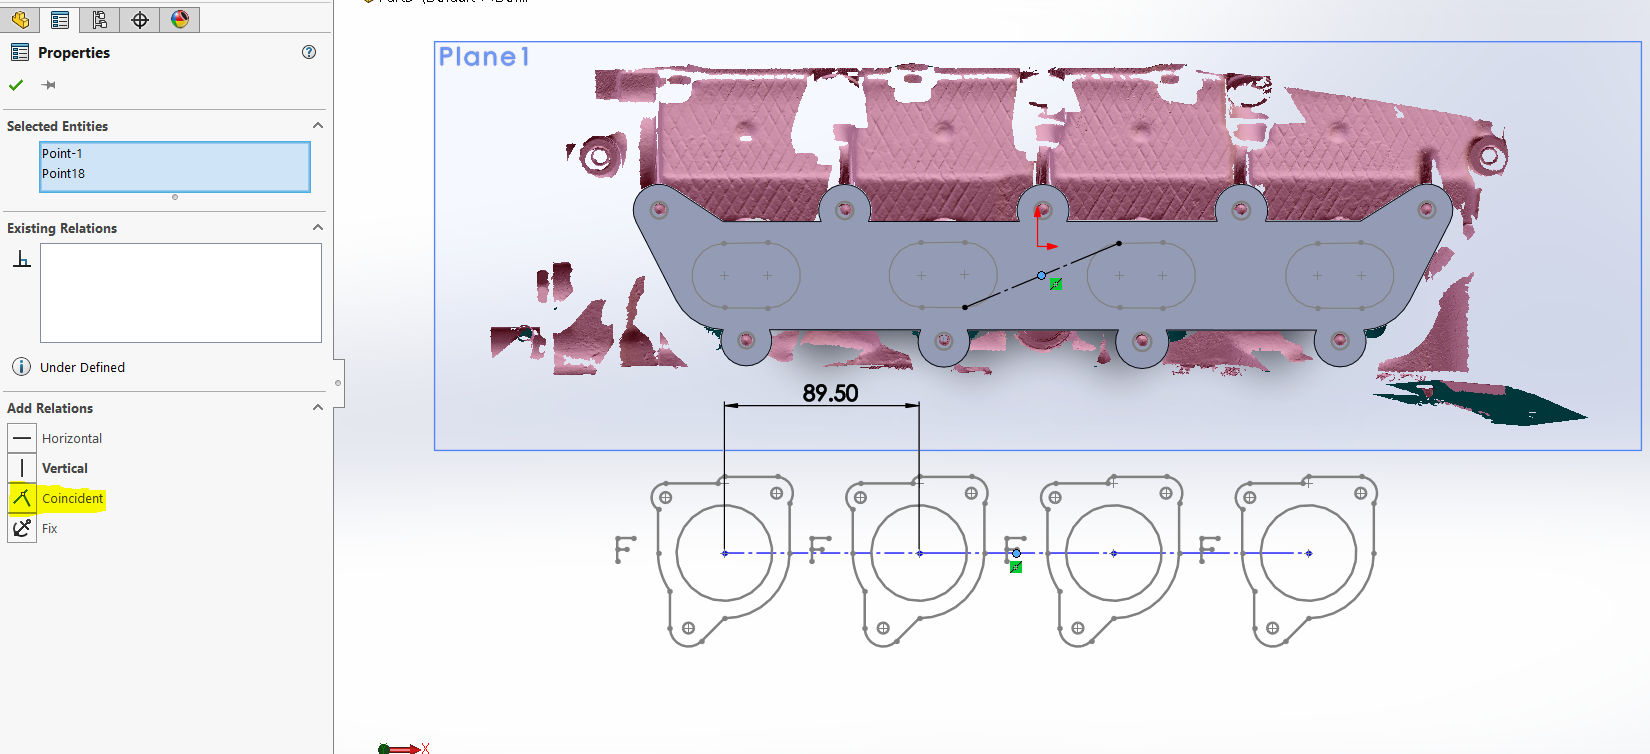 Properties
Selected Entities
Point-1
Point18
Existing Relations
Under Defined
Add Relations
Horizontal
Vertical
Coincident
Fix
Plane1
89.50
F F F F
X